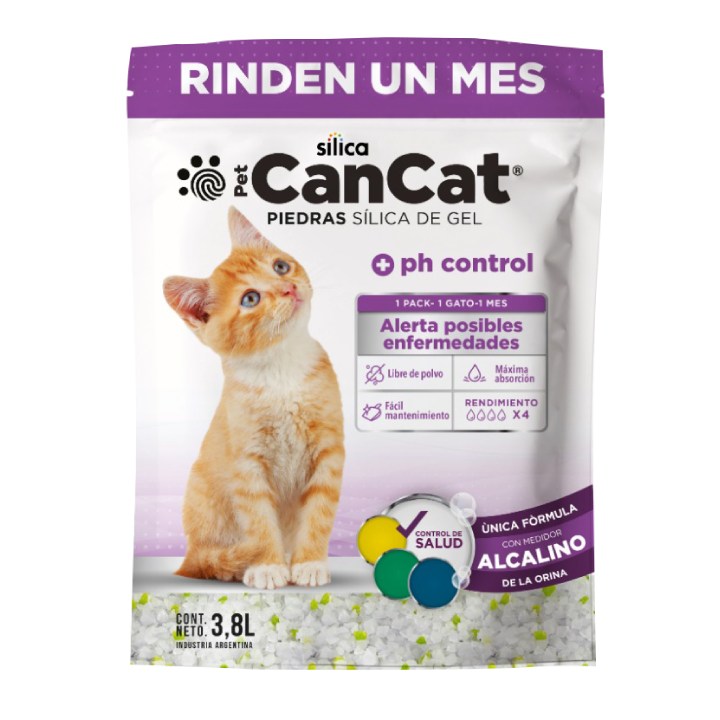 RINDEN UN MES
sílica
Pet CanCat®
PIEDRAS SÍLICA DE GEL
+ ph control
1 PACK- 1 GATO-1 MES
Alerta posibles
enfermedades
Libre de polvo
Máxima
absorción
Fácil
mantenimiento
RENDIMIENTO
X4
CONTROL DE
SALUD
ÙNICA FÒRMULA
CON MEDIDOR
ALCALINO
DE LA ORINA
CONT.
NETO. 3,8L
INDUSTRIA ARGENTINA